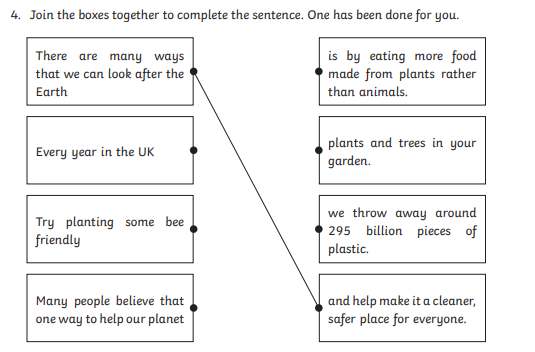 4. Join the boxes together to complete the sentence. One has been done for you.
There are many ways
that we can look after the
Earth
is by eating more food
made from plants rather
than animals.
Every year in the UK
plants and trees in your
garden.
Try planting some bee
friendly
we throw away around
295 billion pieces of
plastic.
Many people believe that
one way to help our planet
and help make it a cleaner,
safer place for everyone.